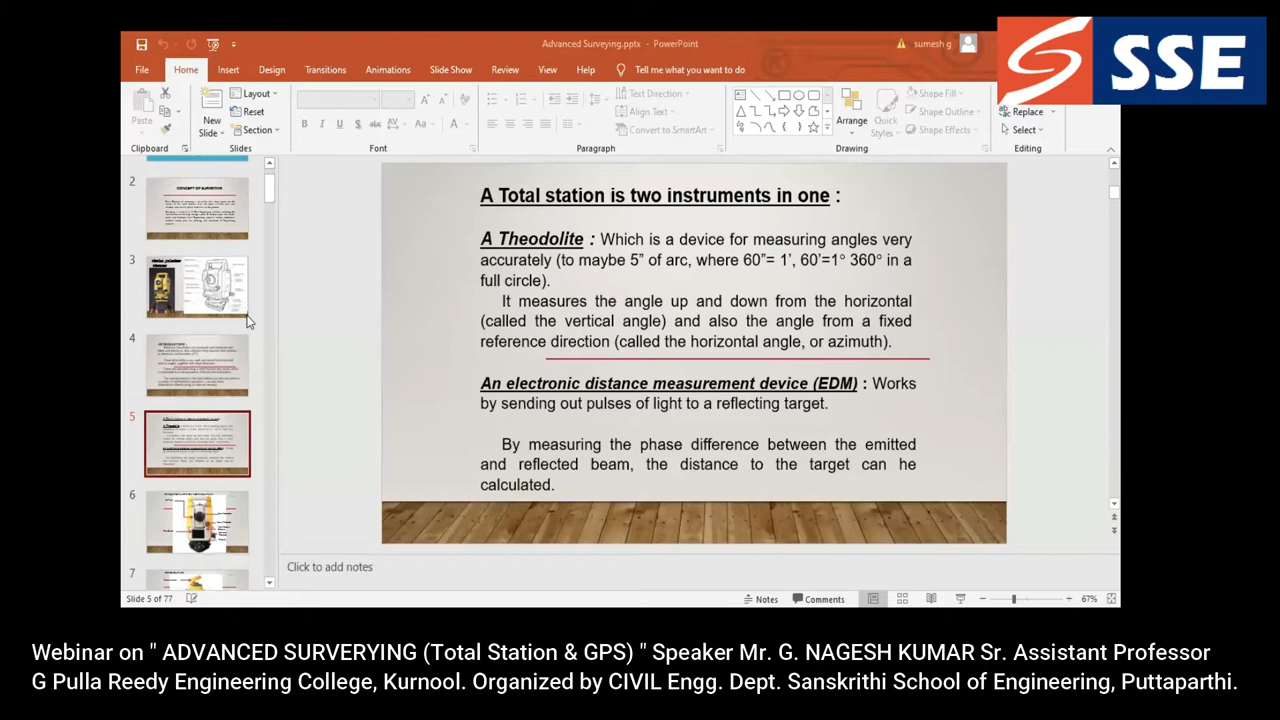 Advanced Surveying.pptx - PowerPoint
sumesh g
SSE
File Home Insert Design Transitions Animations Slide Show Review View Help Tell me what you want to do
Paste
New Slide
Layout
Reset
Section
Text Direction
Align Text
Convert to SmartArt
Arrange
Quick Styles
Shape Fill
Shape Outline
Shape Effects
Replace
Select
Clipboard Slides Font Paragraph Drawing Editing
2
CONCEPT OF SURVEYING
3
4
5
6
7
A Total station is two instruments in one :
A Theodolite : Which is a device for measuring angles very
accurately (to maybe 5” of arc, where 60”= 1’, 60’=1° 360° in a
full circle).
It measures the angle up and down from the horizontal
(called the vertical angle) and also the angle from a fixed
reference direction (called the horizontal angle, or azimuth).
An electronic distance measurement device (EDM) : Works
by sending out pulses of light to a reflecting target.
By measuring the phase difference between the emitted
and reflected beam, the distance to the target can he
calculated.
Click to add notes
Slide 5 of 77
Notes Comments 67%
Webinar on " ADVANCED SURVERYING (Total Station & GPS) " Speaker Mr. G. NAGESH KUMAR Sr. Assistant Professor
G Pulla Reedy Engineering College, Kurnool. Organized by CIVIL Engg. Dept. Sanskrithi School of Engineering, Puttaparthi.